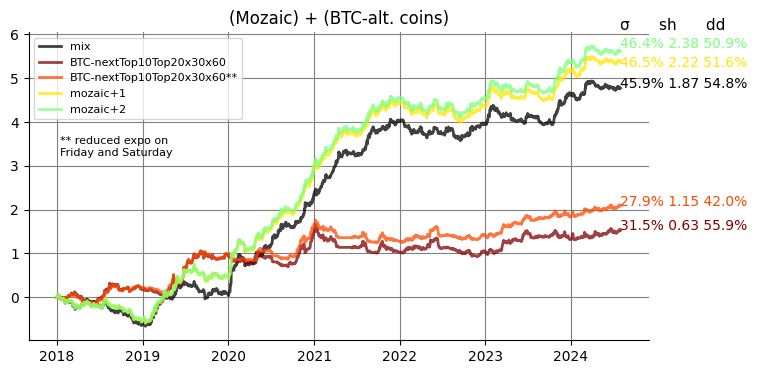 (Mozaic) + (BTC-alt. coins)
σ sh dd
mix
BTC-nextTop10Top20x30x60
BTC-nextTop10Top20x30x60**
mozaic+1
mozaic+2
** reduced expo on
Friday and Saturday
46.4% 2.38 50.9%
46.5% 2.22 51.6%
45.9% 1.87 54.8%
27.9% 1.15 42.0%
31.5% 0.63 55.9%
6
5
4
3
2
1
0
2018 2019 2020 2021 2022 2023 2024